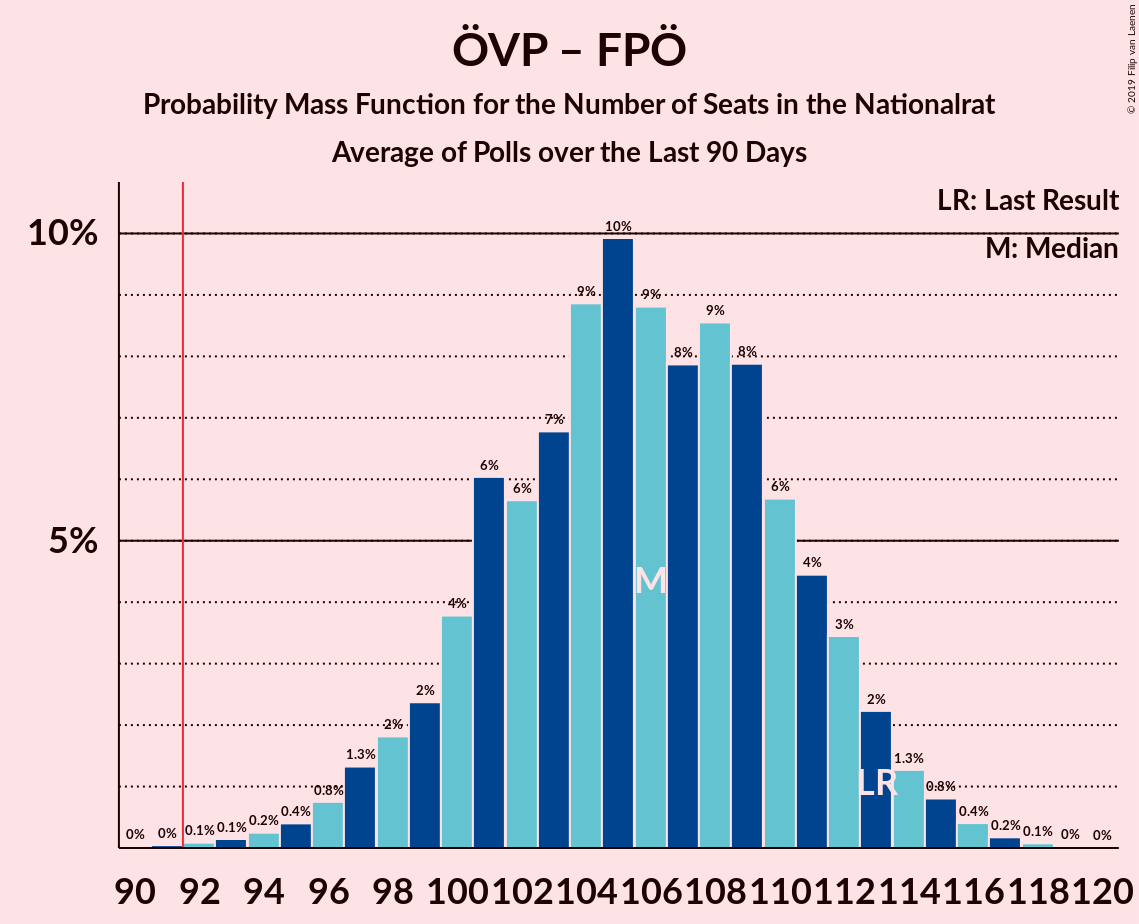 ÖVP – FPÖ
Probability Mass Function for the Number of Seats in the Nationalrat
Average of Polls over the Last 90 Days
© 2019 Filip van Laenen
LR: Last Result
M: Median
10%
5%
0% 0% 0.1% 0.1% 0.2% 0.4% 0.8% 1.3% 2% 2% 4% 6% 6% 7% 9% 10% 9% 8% 9% 8% 6% 4% 3% 2% 1.3% 0.8% 0.4% 0.2% 0.1% 0% 0%
M
LR
90 92 94 96 98 100 102 104 106 108 110 112 114 116 118 120